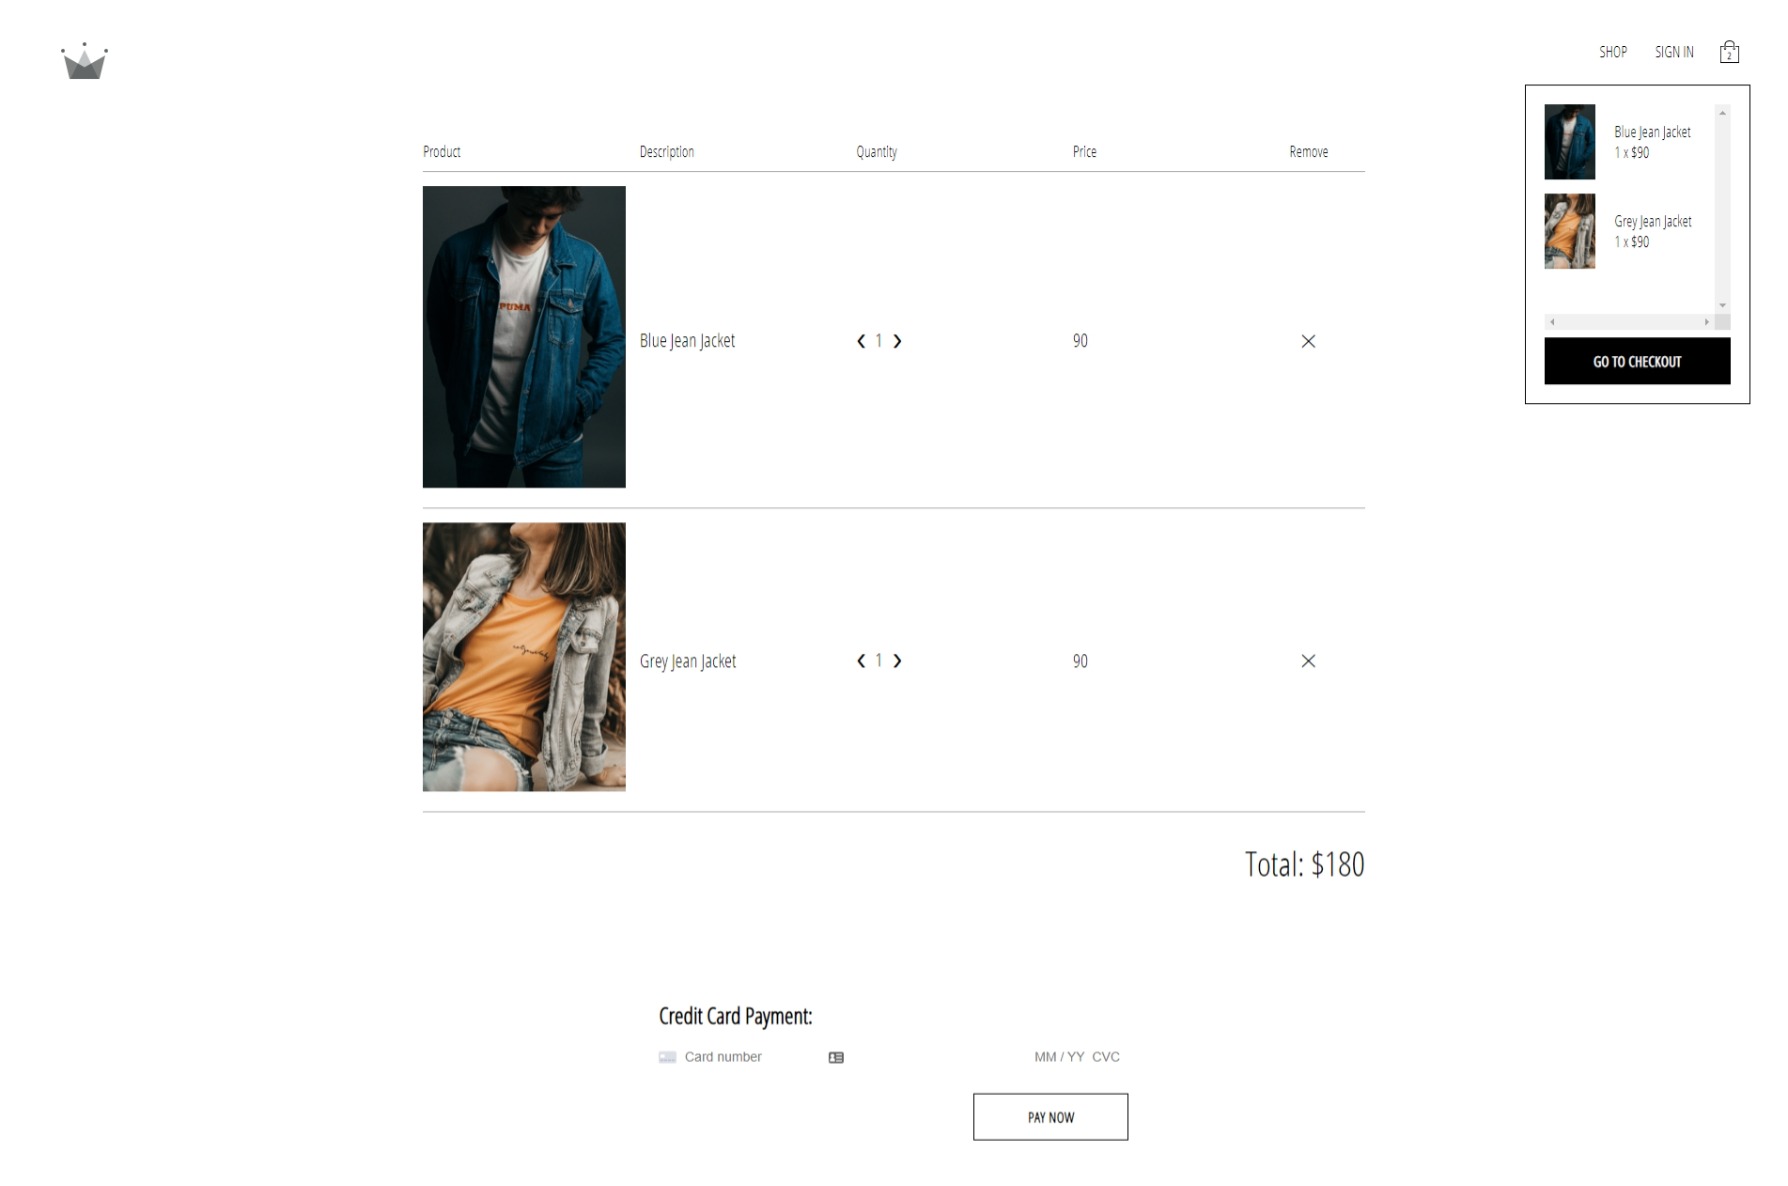 SHOP SIGN IN 2
Blue Jean Jacket
1 x $90
Grey Jean Jacket
1 x $90
GO TO CHECKOUT
Product Description Quantity Price Remove
PUMA
Blue Jean Jacket ❮ 1 ❯ 90 ✕
Grey Jean Jacket ❮ 1 ❯ 90 ✕
Total: $180
Credit Card Payment:
Card number MM / YY CVC
PAY NOW